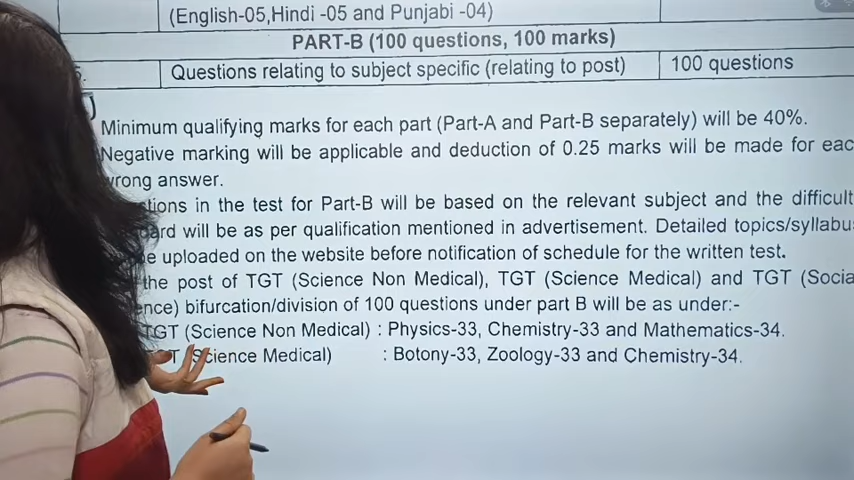 (English-05,Hindi -05 and Punjabi -04)
PART-B (100 questions, 100 marks)
Questions relating to subject specific (relating to post) 100 questions
Minimum qualifying marks for each part (Part-A and Part-B separately) will be 40%.
Negative marking will be applicable and deduction of 0.25 marks will be made for eac
wrong answer.
tions in the test for Part-B will be based on the relevant subject and the difficult
dard will be as per qualification mentioned in advertisement. Detailed topics/syllabu
e uploaded on the website before notification of schedule for the written test.
the post of TGT (Science Non Medical), TGT (Science Medical) and TGT (Socia
ence) bifurcation/division of 100 questions under part B will be as under:-
TGT (Science Non Medical) : Physics-33, Chemistry-33 and Mathematics-34.
T (Science Medical) : Botony-33, Zoology-33 and Chemistry-34.